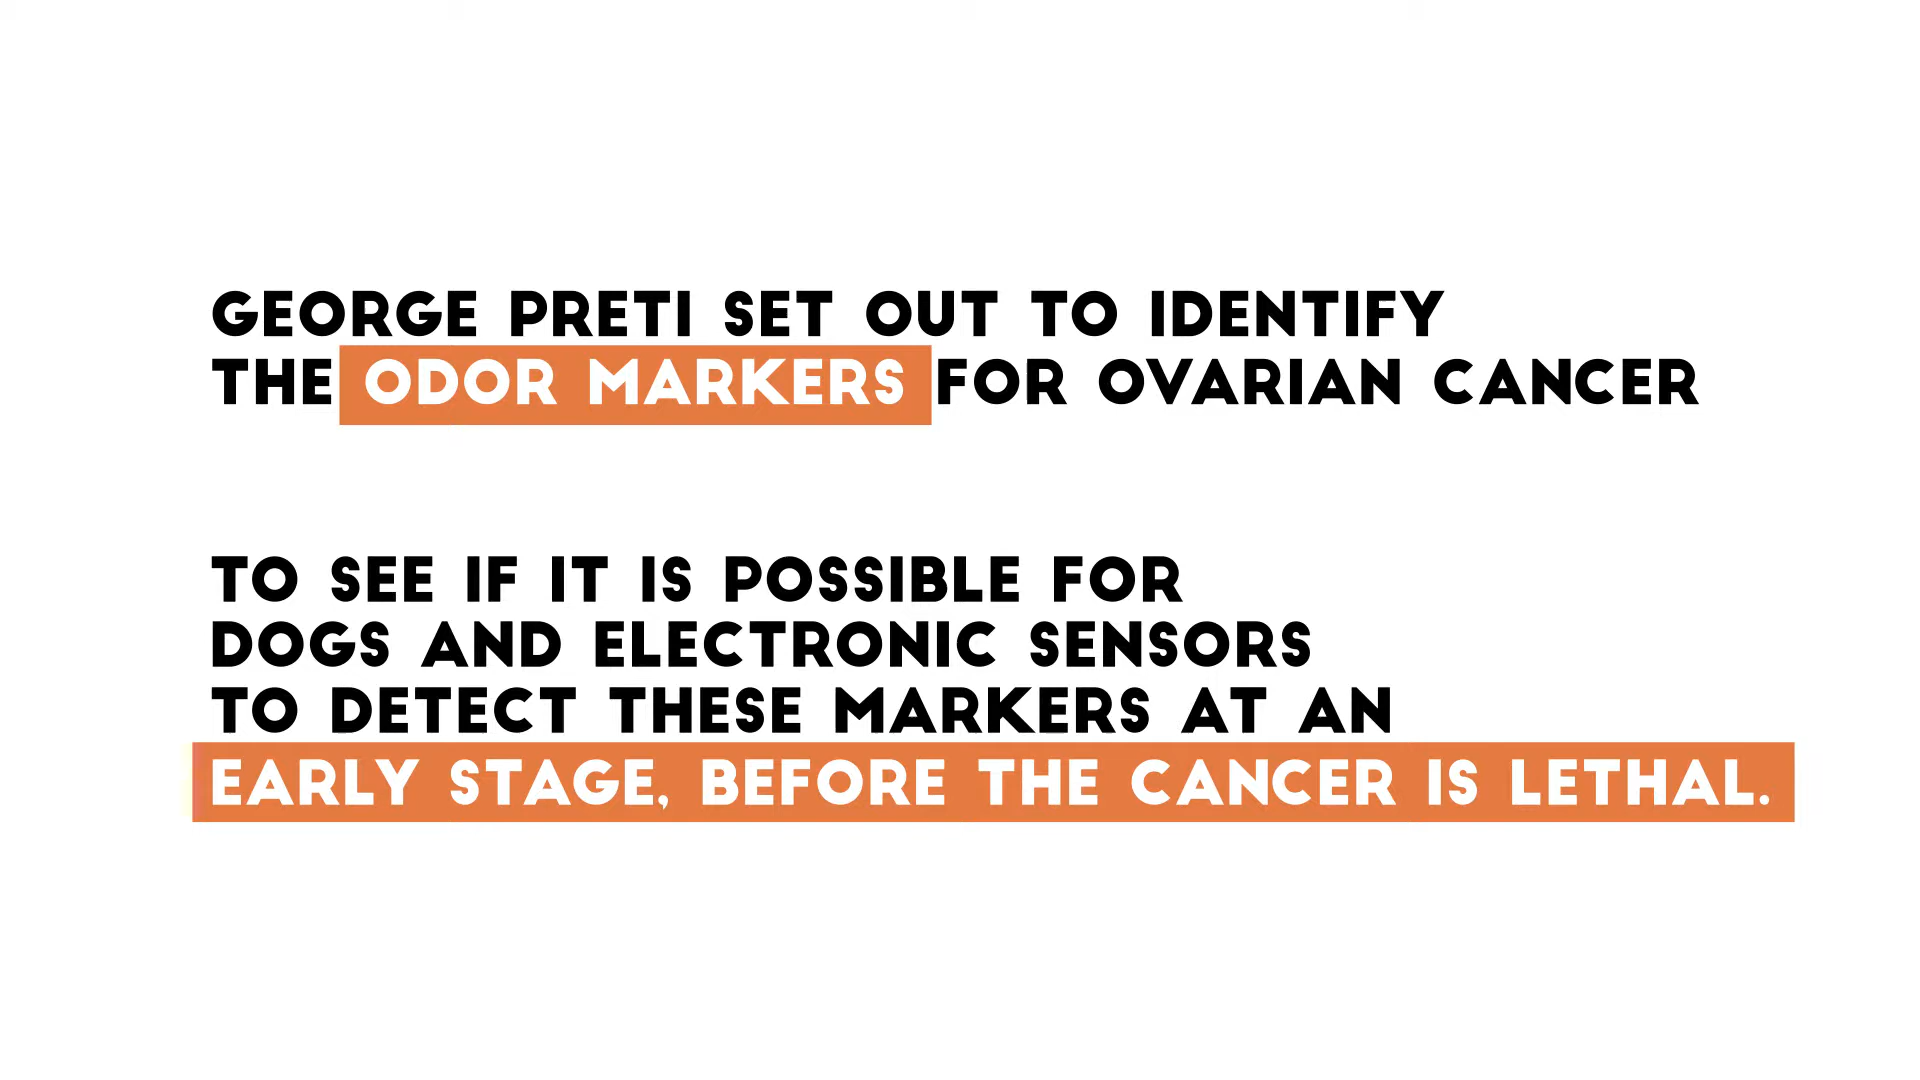 GEORGE PRETI SET OUT TO IDENTIFY
THE ODOR MARKERS FOR OVARIAN CANCER
TO SEE IF IT IS POSSIBLE FOR
DOGS AND ELECTRONIC SENSORS
TO DETECT THESE MARKERS AT AN
EARLY STAGE, BEFORE THE CANCER IS LETHAL.